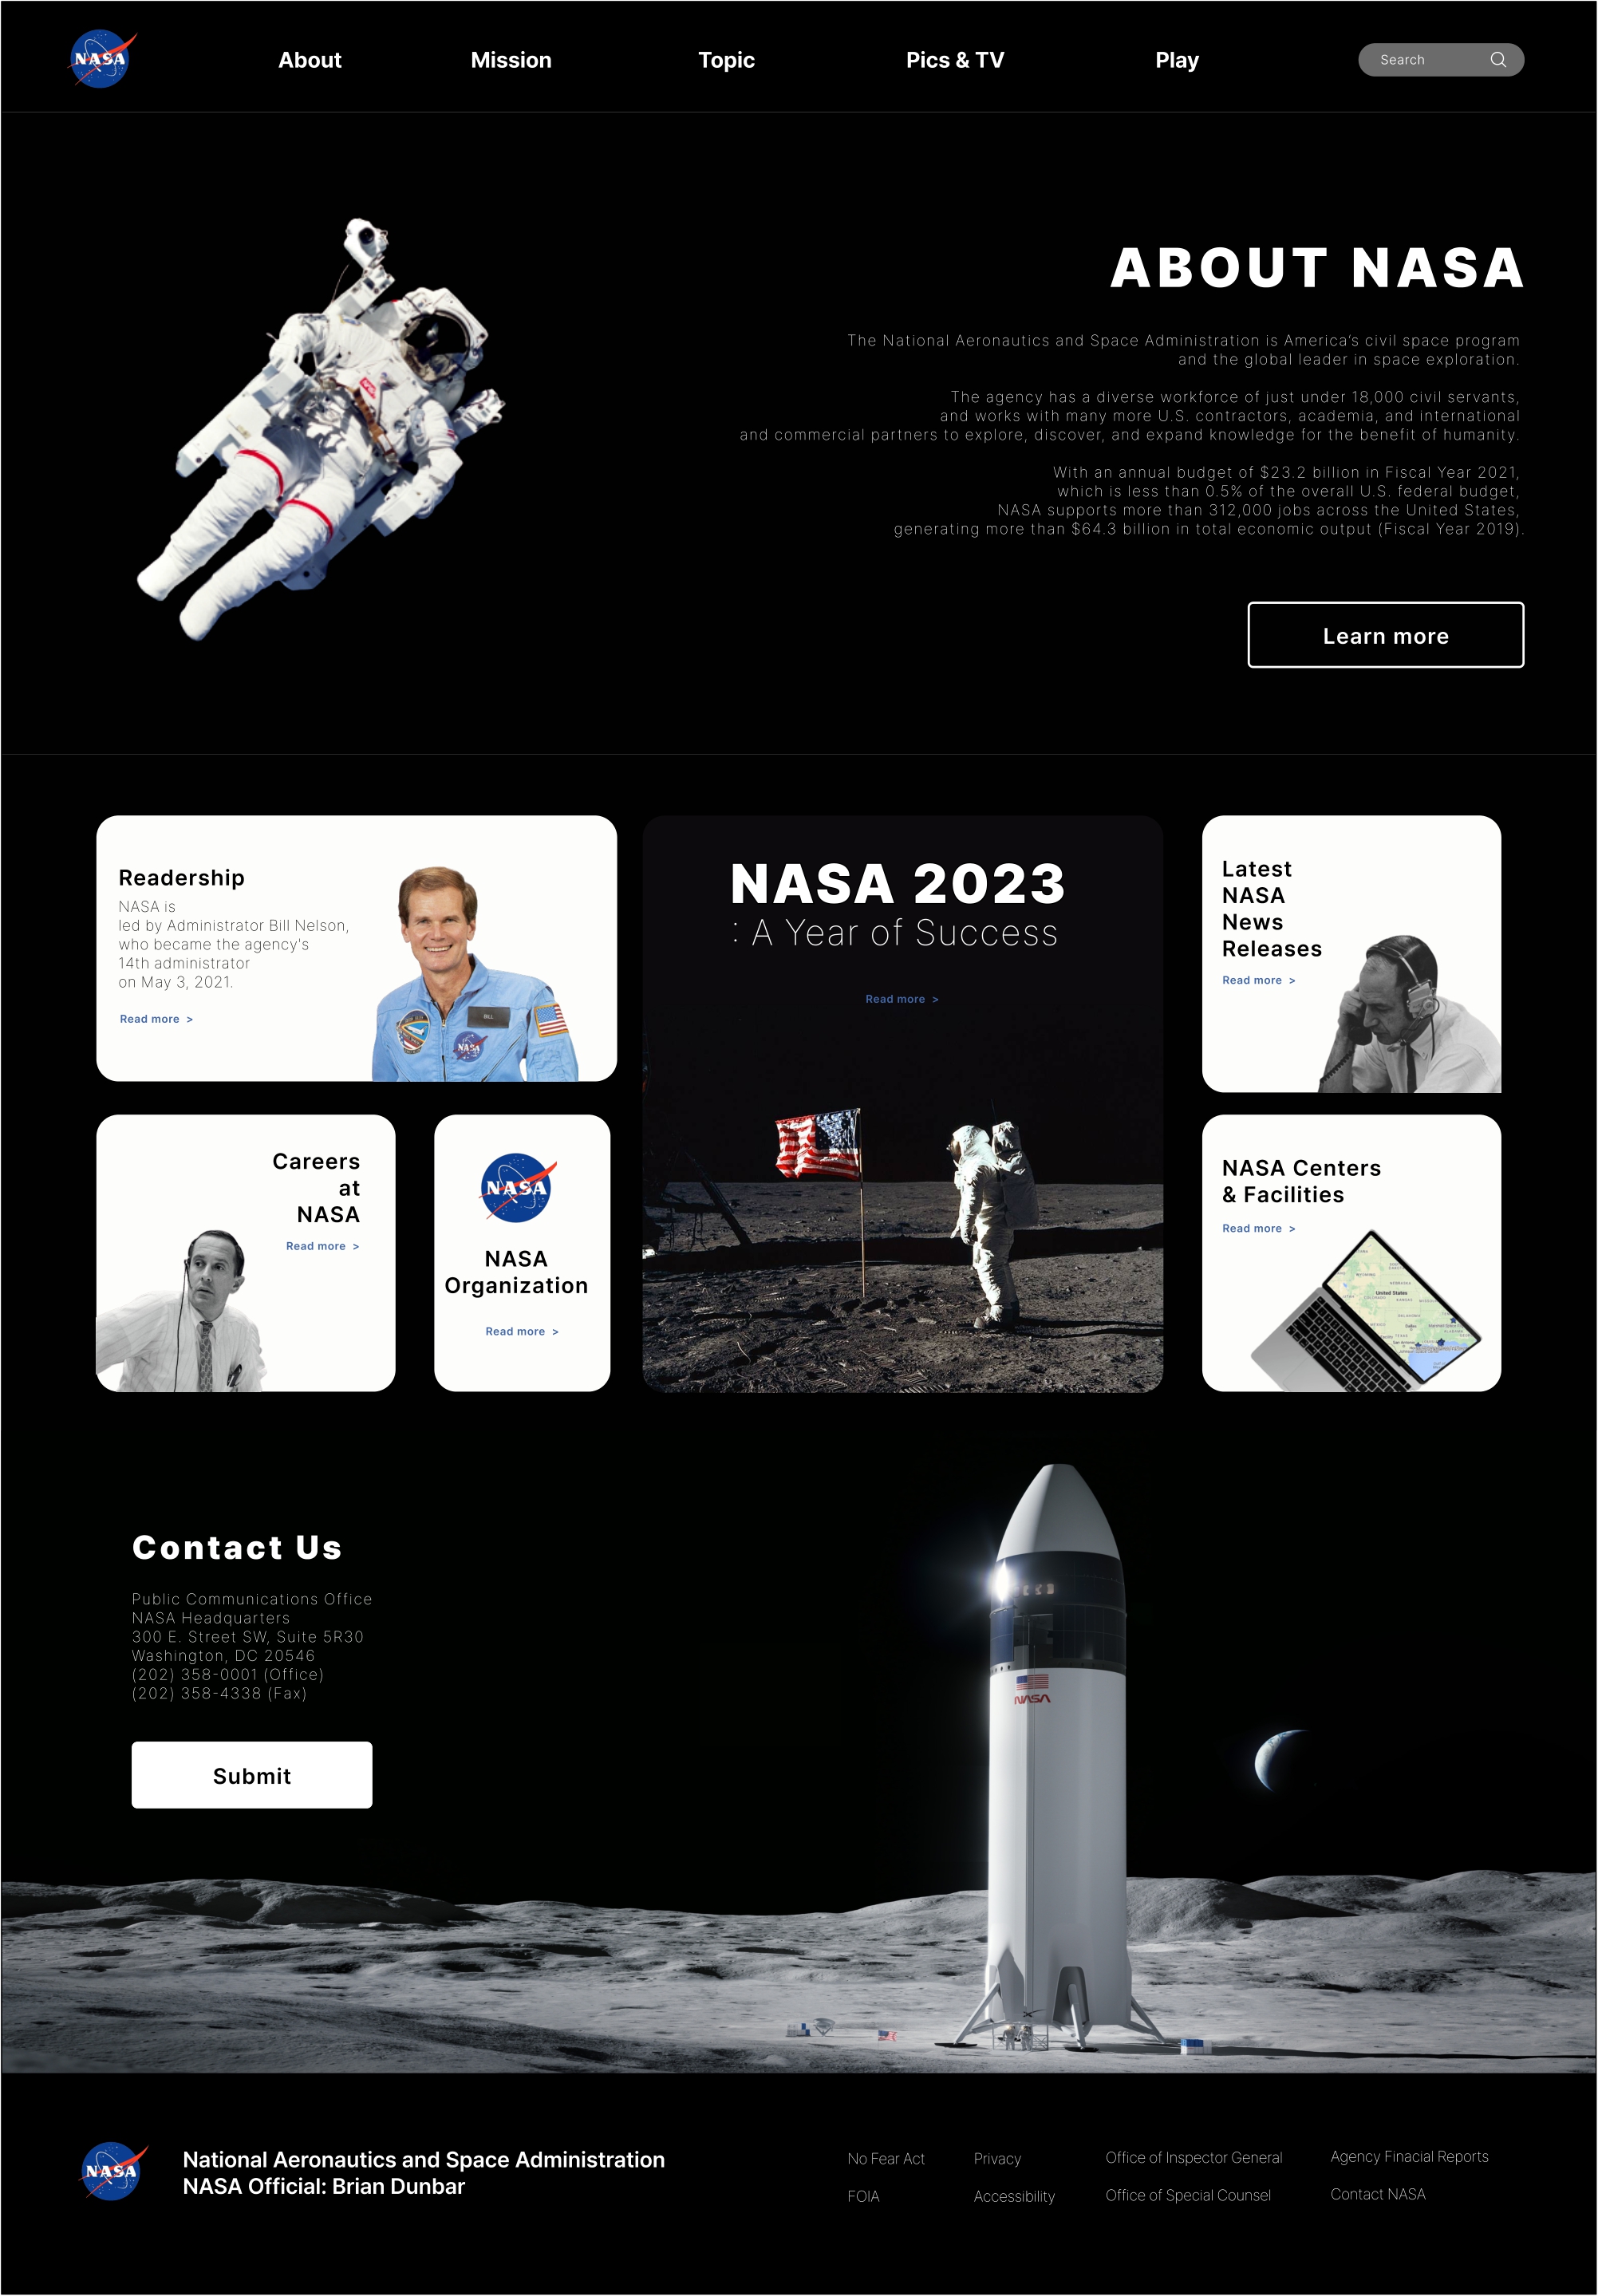 NASA
About
Mission
Topic
Pics & TV
Play
Search
ABOUT NASA
The National Aeronautics and Space Administration is America’s civil space program
and the global leader in space exploration.
The agency has a diverse workforce of just under 18,000 civil servants,
and works with many more U.S. contractors, academia, and international
and commercial partners to explore, discover, and expand knowledge for the benefit of humanity.
With an annual budget of $23.2 billion in Fiscal Year 2021,
which is less than 0.5% of the overall U.S. federal budget,
NASA supports more than 312,000 jobs across the United States,
generating more than $64.3 billion in total economic output (Fiscal Year 2019).
Learn more
Readership
NASA is
led by Administrator Bill Nelson,
who became the agency's
14th administrator
on May 3, 2021.
Read more >
BILL
NASA
NASA 2023
: A Year of Success
Read more >
Latest
NASA
News
Releases
Read more >
Careers
at
NASA
Read more >
NASA
NASA
Organization
Read more >
NASA Centers
& Facilities
Read more >
United States
Contact Us
Public Communications Office
NASA Headquarters
300 E. Street SW, Suite 5R30
Washington, DC 20546
(202) 358-0001 (Office)
(202) 358-4338 (Fax)
Submit
NASA
NASA
National Aeronautics and Space Administration
NASA Official: Brian Dunbar
No Fear Act
FOIA
Privacy
Accessibility
Office of Inspector General
Office of Special Counsel
Agency Finacial Reports
Contact NASA